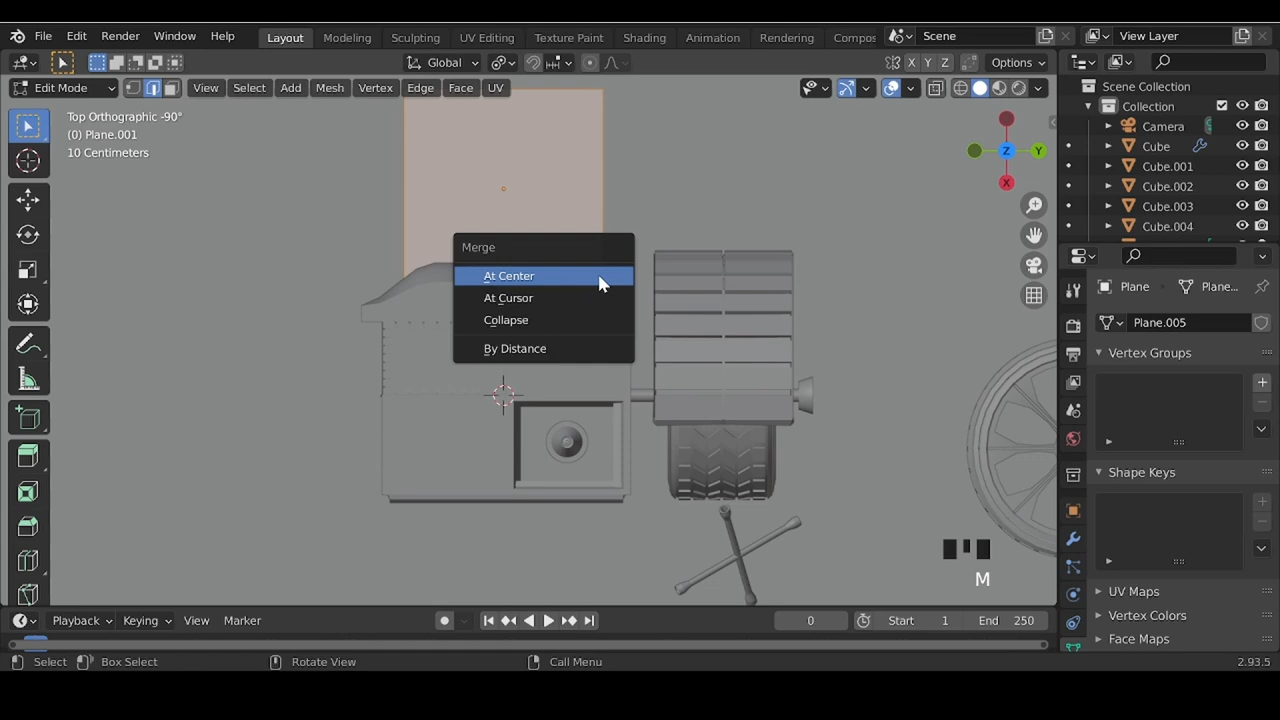 File Edit Render Window Help Layout Modeling Sculpting UV Editing Texture Paint Shading Animation Rendering Compos Scene View Layer
Global X Y Z Options
Edit Mode View Select Add Mesh Vertex Edge Face UV
Scene Collection
Collection
Camera
Cube
Cube.001
Cube.002
Cube.003
Cube.004
Top Orthographic -90°
(0) Plane.001
10 Centimeters
Z Y
X
Merge
At Center
At Cursor
Collapse
By Distance
M
Plane Plane...
Plane.005
Vertex Groups
Shape Keys
UV Maps
Vertex Colors
Face Maps
Playback Keying View Marker 0 Start 1 End 250
Select Box Select Rotate View Call Menu 2.93.5